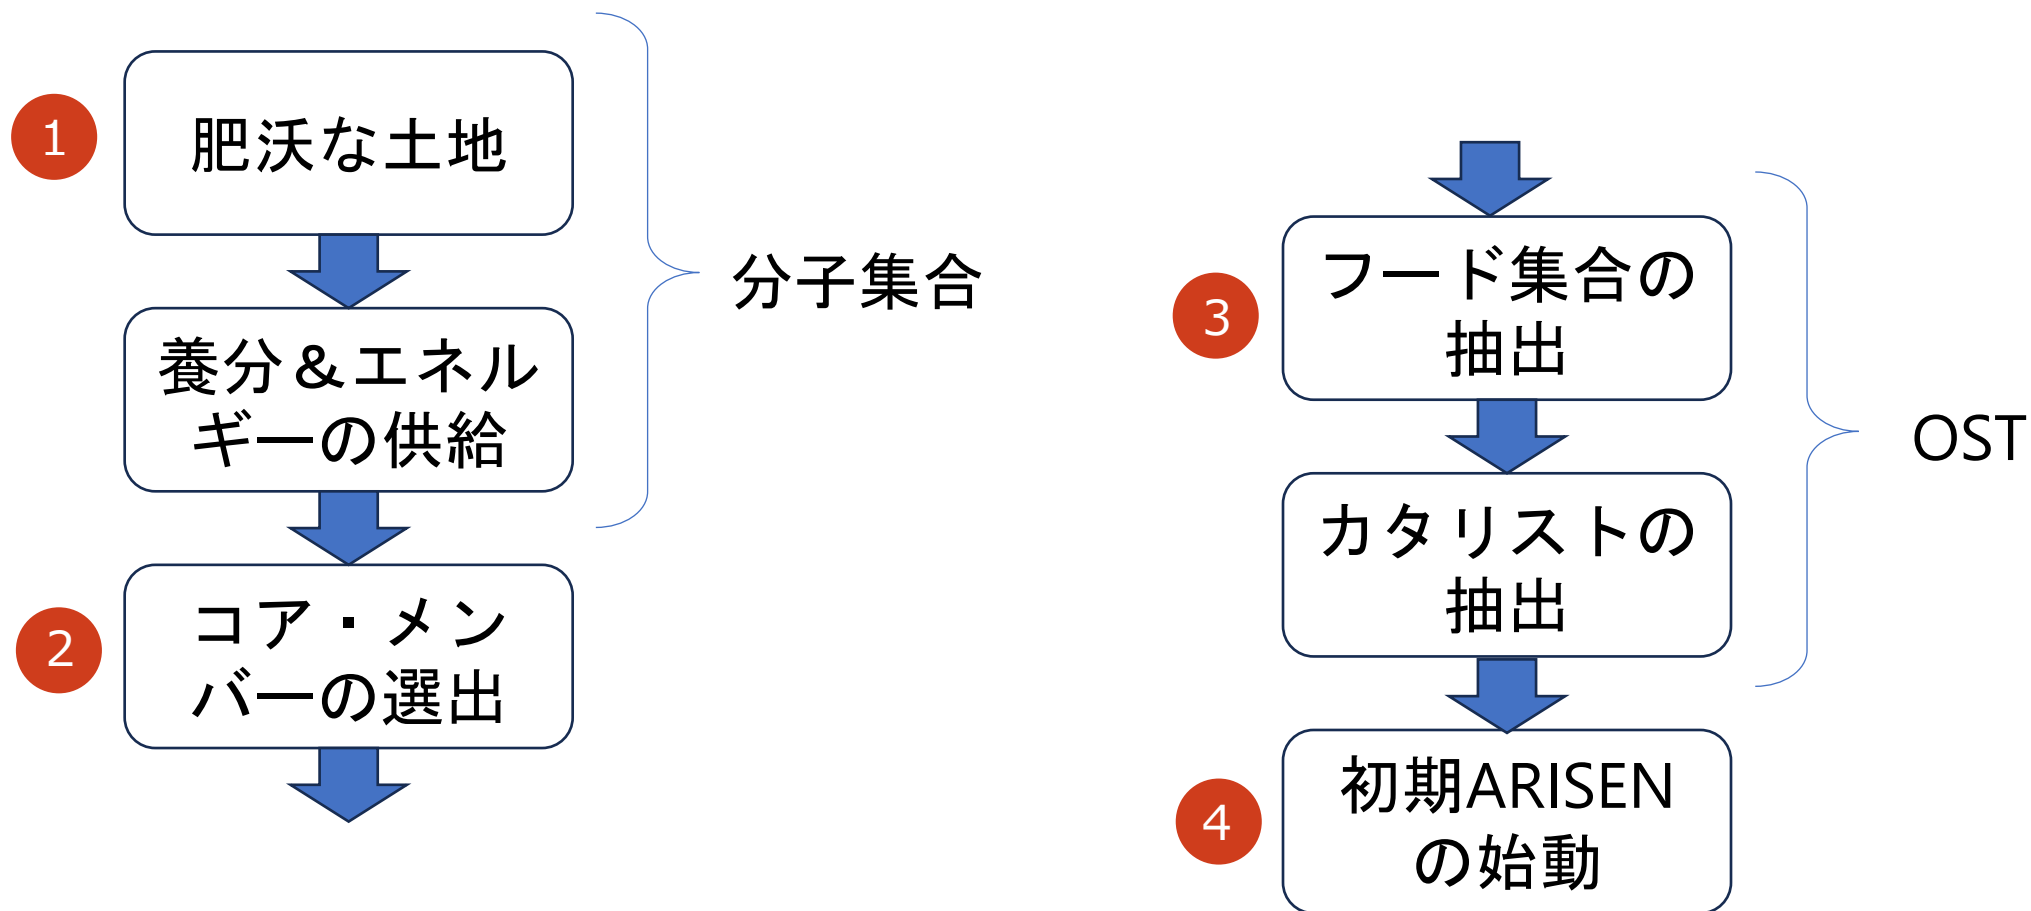 1
肥沃な土地
養分＆エネル
ギーの供給
分子集合
2
コア・メン
バーの選出
3
フード集合の
抽出
カタリストの
抽出
OST
4
初期ARISEN
の始動